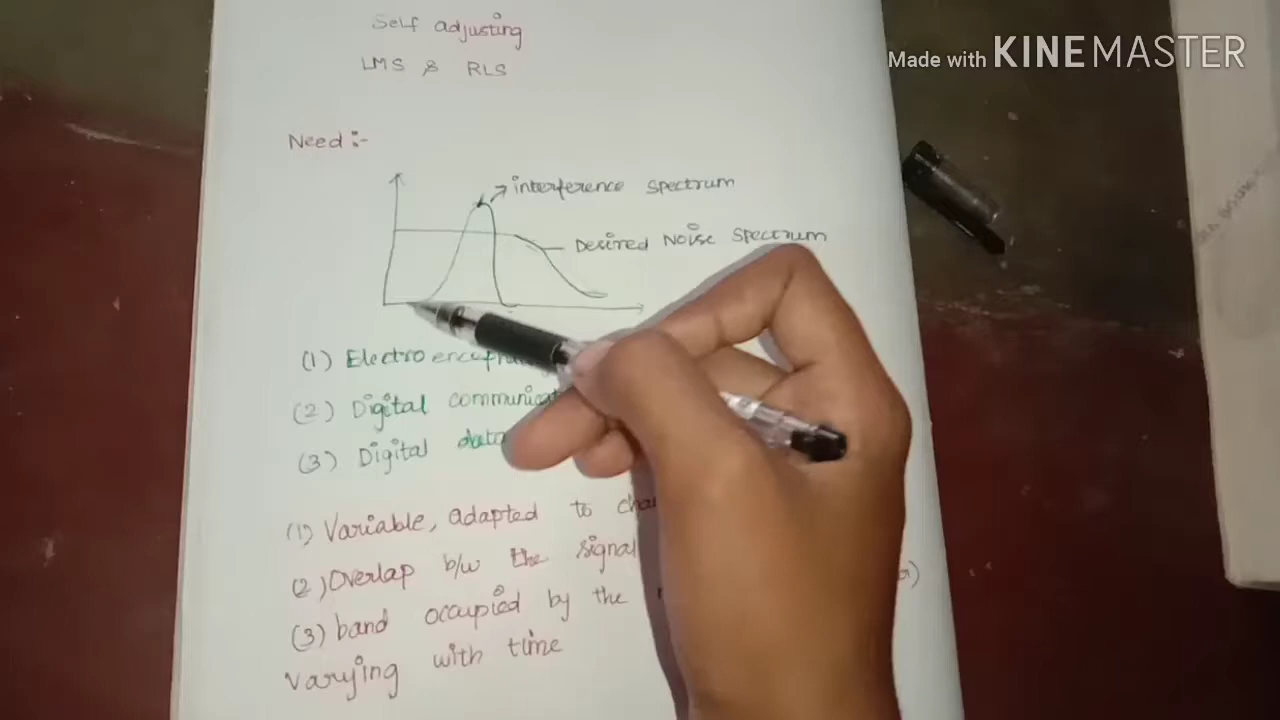 Self adjusting
LMS & RLS
Made with KINEMASTER
Need :-
interference spectrum
Desired Noise spectrum
(1) Electro
(2) Digital
(3) Digital data
(1) Variable, adapted to
(2) Overlap b/w the signal
(3) band occupied by the
varying with time